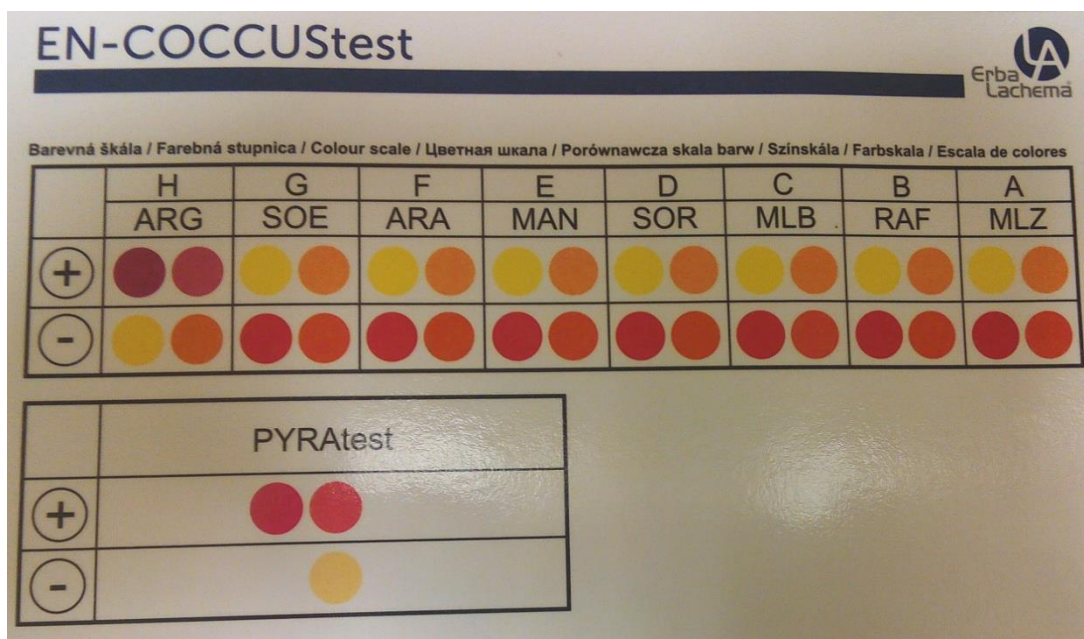 EN-COCCUStest
Erba
Lachema
Barevná škála / Farebná stupnica / Colour scale / Цветная шкала / Porównawcza skala barw / Színskála / Farbskala / Escala de colores
H G F E D C B A
ARG SOE ARA MAN SOR MLB RAF MLZ
+
-
PYRAtest
+
-